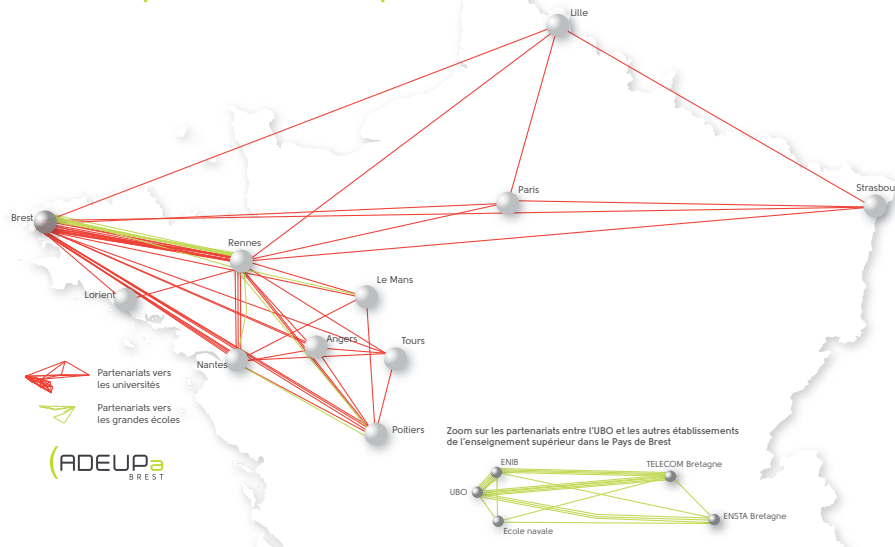 Lille
Paris
Strasbou
Brest
Rennes
Le Mans
Lorient
Angers
Tours
Nantes
Partenariats vers
les universités
Partenariats vers
les grandes écoles
Poitiers
Zoom sur les partenariats entre l'UBO et les autres établissements
de l'enseignement supérieur dans le Pays de Brest
ADEUPa
BREST
ENIB
TELECOM Bretagne
UBO
ENSTA Bretagne
Ecole navale